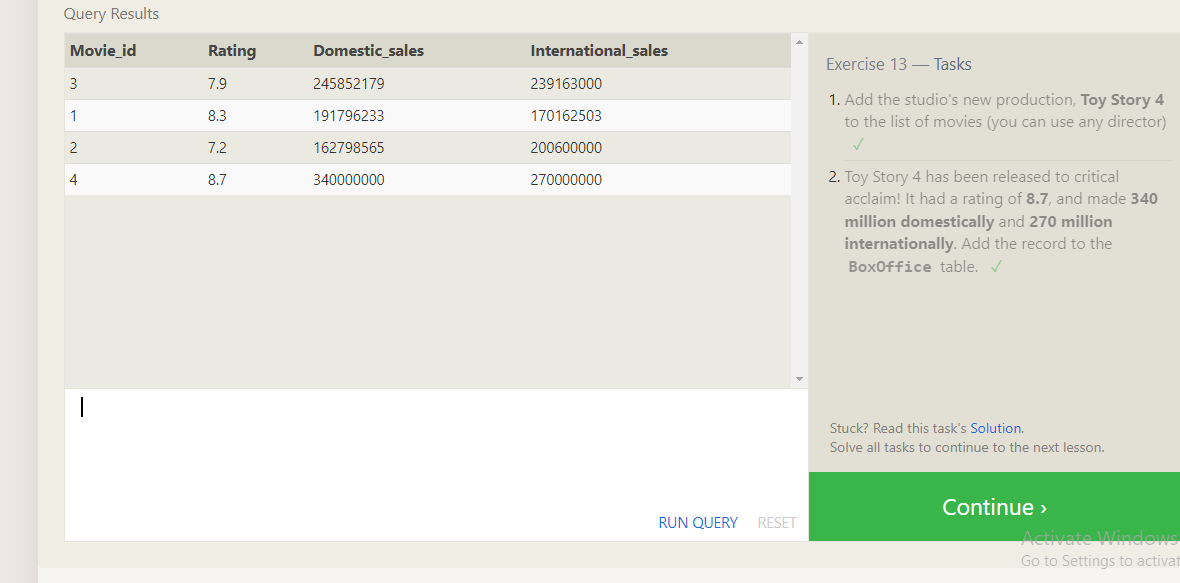 Query Results
Movie_id Rating Domestic_sales International_sales
3 7.9 245852179 239163000
1 8.3 191796233 170162503
2 7.2 162798565 200600000
4 8.7 340000000 270000000
RUN QUERY RESET
Exercise 13 — Tasks
1. Add the studio's new production, Toy Story 4
to the list of movies (you can use any director)
✓
2. Toy Story 4 has been released to critical
acclaim! It had a rating of 8.7, and made 340
million domestically and 270 million
internationally. Add the record to the
BoxOffice table. ✓
Stuck? Read this task's Solution.
Solve all tasks to continue to the next lesson.
Continue ›
Activate Windows
Go to Settings to activat